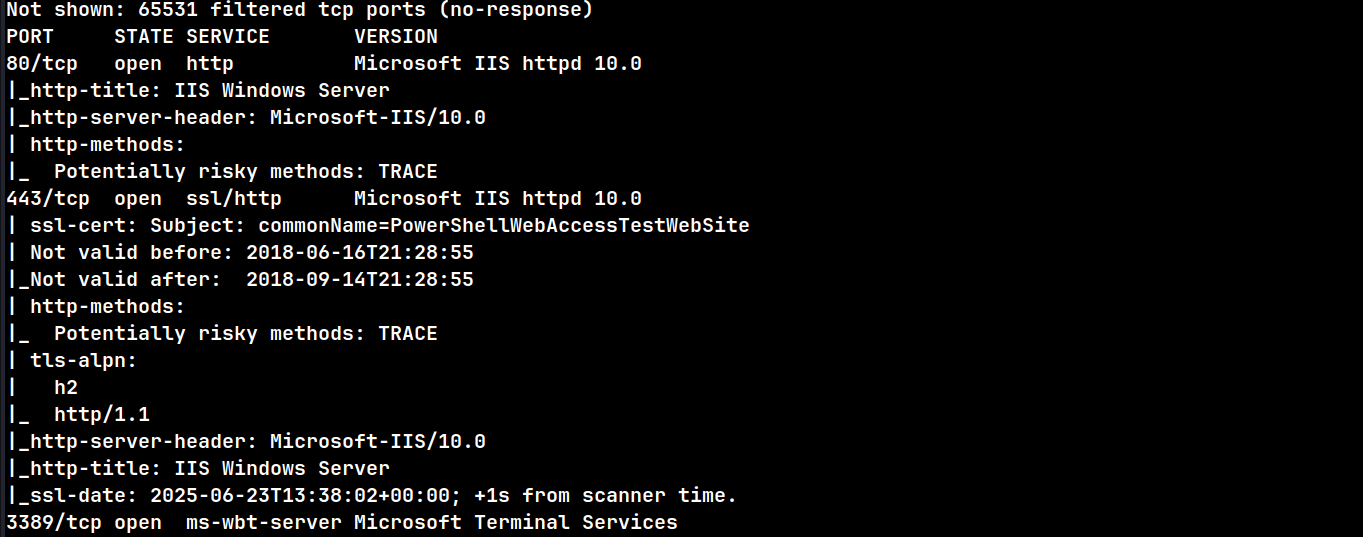 Not shown: 65531 filtered tcp ports (no-response)
PORT     STATE SERVICE       VERSION
80/tcp   open  http          Microsoft IIS httpd 10.0
|_http-title: IIS Windows Server
|_http-server-header: Microsoft-IIS/10.0
| http-methods:
|_  Potentially risky methods: TRACE
443/tcp  open  ssl/http      Microsoft IIS httpd 10.0
| ssl-cert: Subject: commonName=PowerShellWebAccessTestWebSite
| Not valid before: 2018-06-16T21:28:55
|_Not valid after:  2018-09-14T21:28:55
| http-methods:
|_  Potentially risky methods: TRACE
| tls-alpn:
|   h2
|_  http/1.1
|_http-server-header: Microsoft-IIS/10.0
|_http-title: IIS Windows Server
|_ssl-date: 2025-06-23T13:38:02+00:00; +1s from scanner time.
3389/tcp open  ms-wbt-server Microsoft Terminal Services